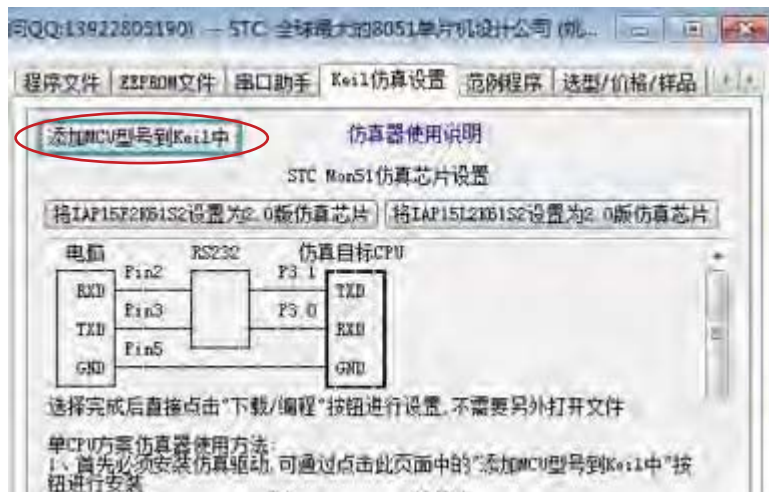 司QQ:13922805190) -- STC 全球最大的8051单片机设计公司 (姚...
程序文件 EEPROM文件 串口助手 Keil仿真设置 范例程序 选型/价格/样品
添加MCU型号到Keil中 仿真器使用说明
STC Mon51仿真芯片设置
将IAP15F2K61S2设置为2.0版仿真芯片 将IAP15L2K61S2设置为2.0版仿真芯片
电脑 RS232 仿真目标CPU
Pin2 P3.1
RXD TXD
Pin3 P3.0
TXD RXD
Pin5
GND GND
选择完成后直接点击"下载/编程"按钮进行设置,不需要另外打开文件
单CPU方案仿真器使用方法:
1、首先必须安装仿真驱动,可通过点击此页面中的"添加MCU型号到Keil中"按
钮进行安装